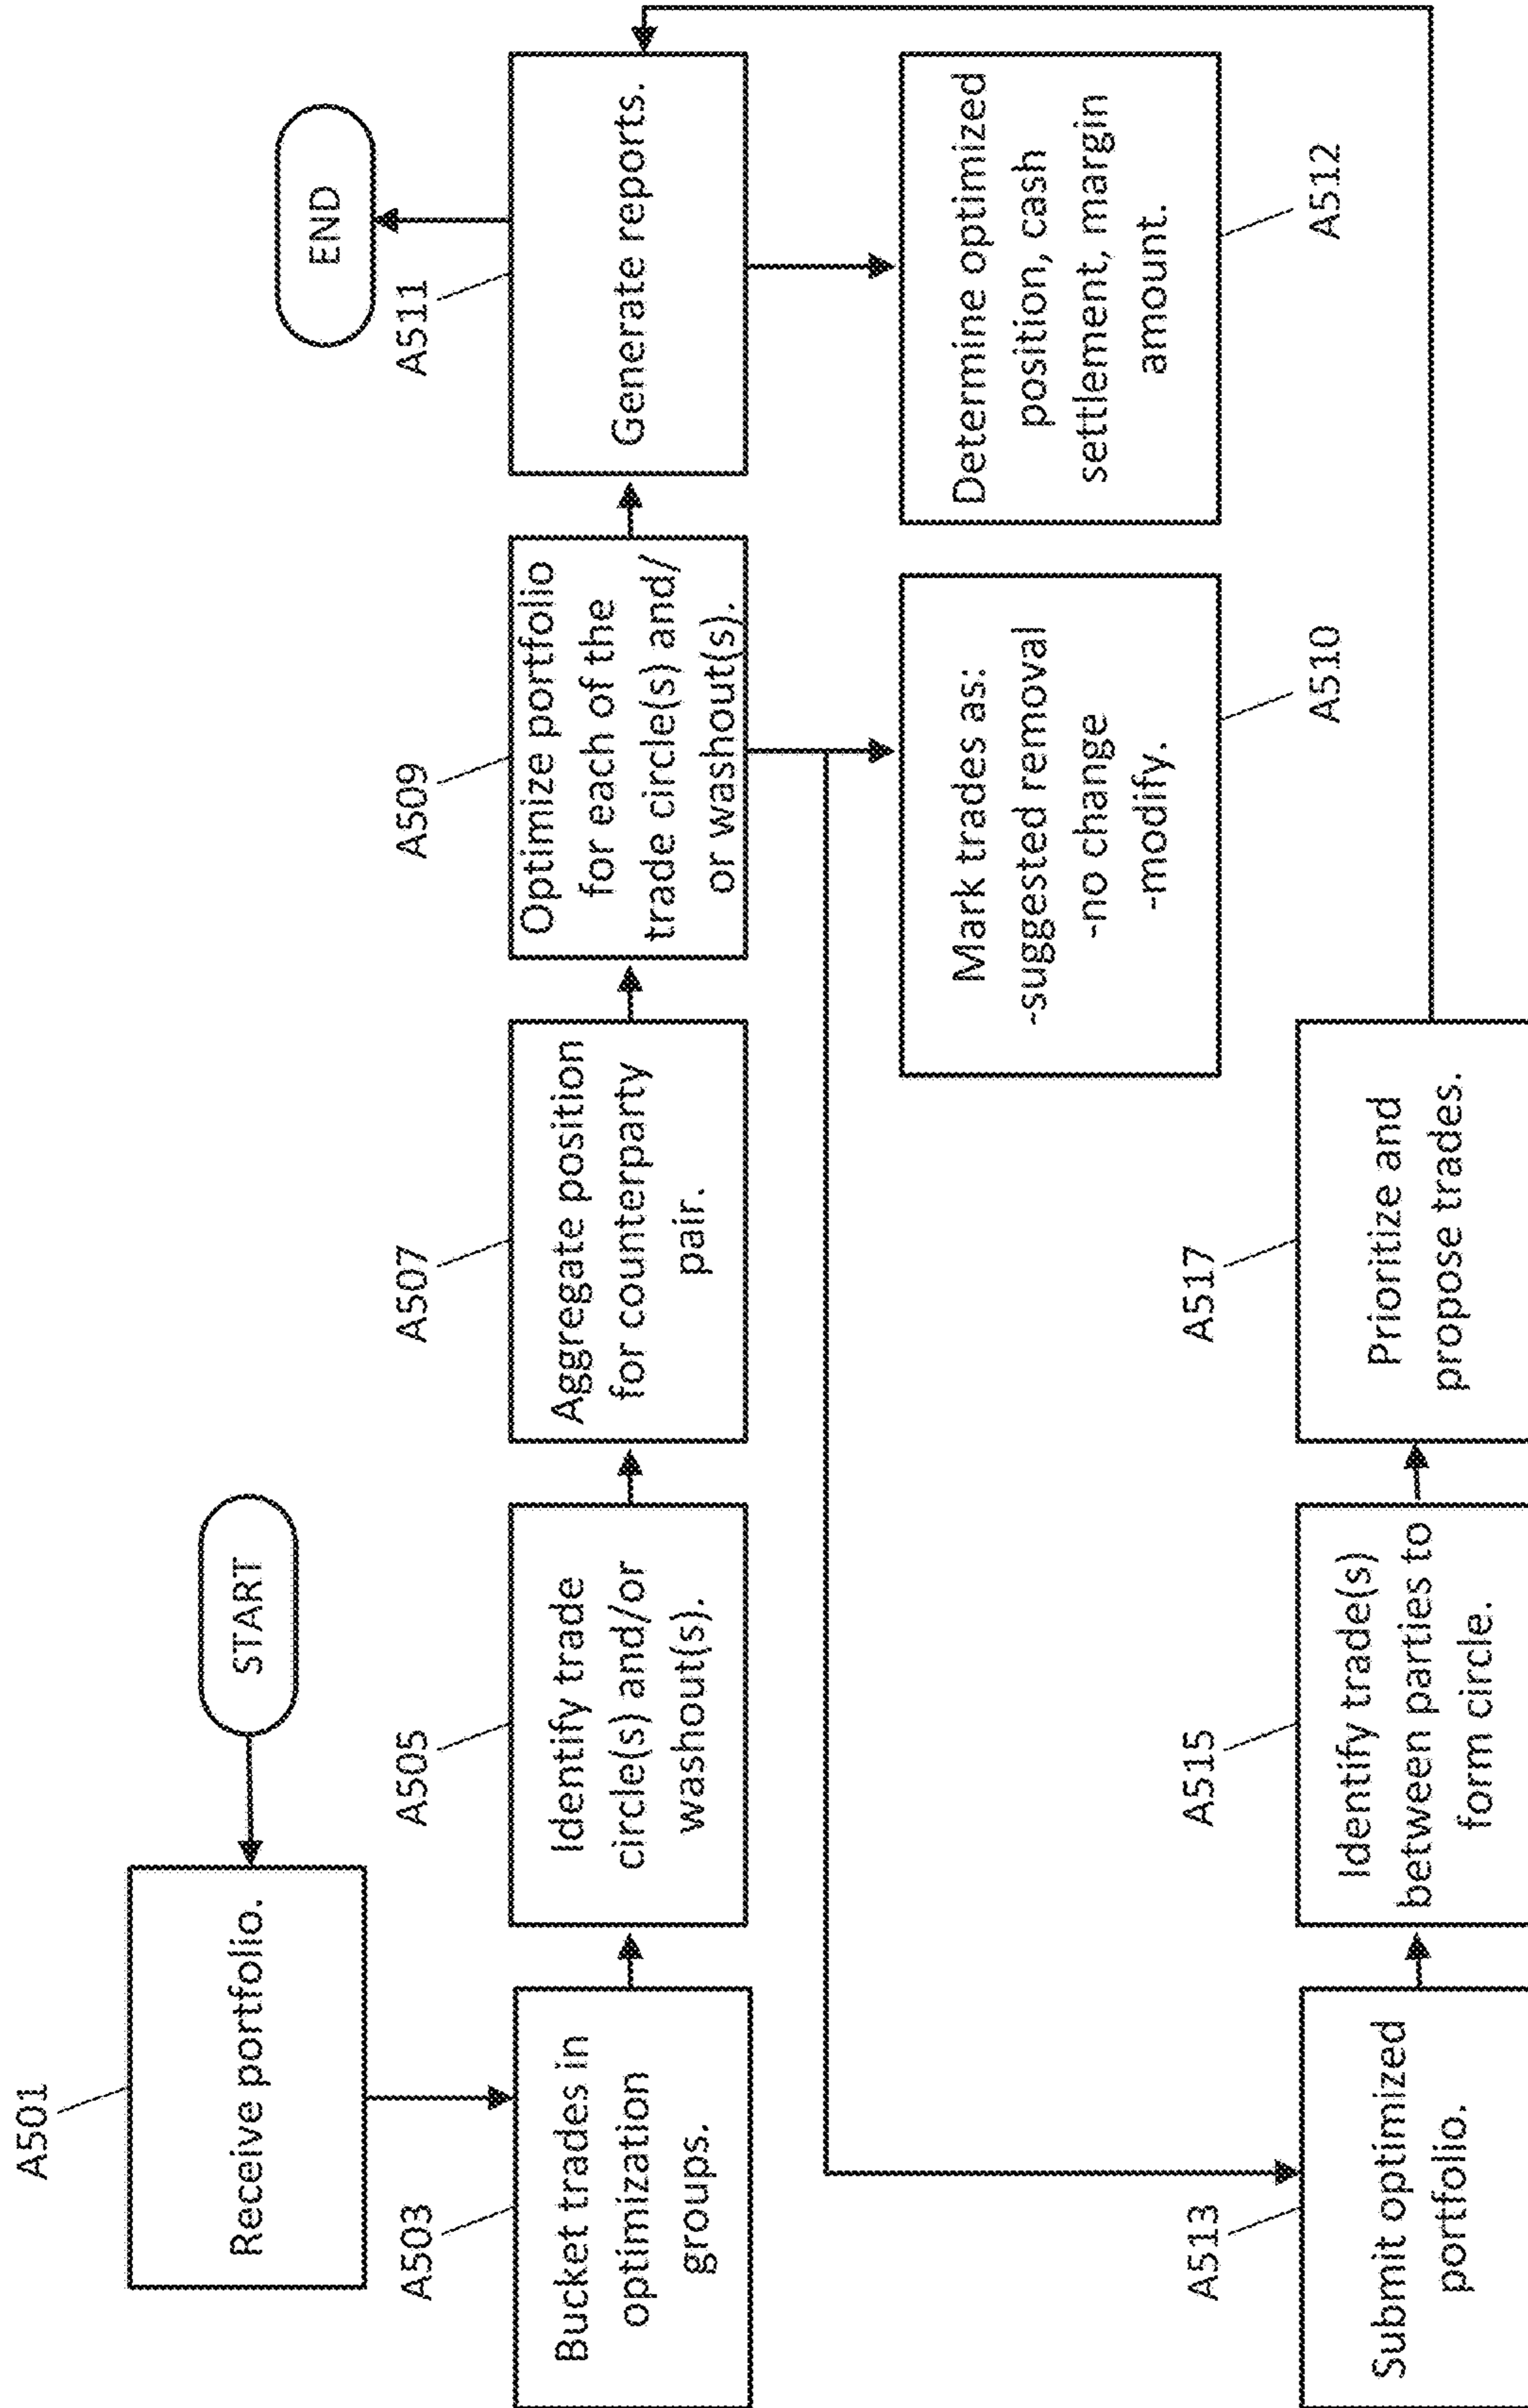 START
A501
Receive portfolio.
A503
Bucket trades in
optimization
groups.
A505
Identify trade
circle(s) and/or
washout(s).
A507
Aggregate position
for counterparty
pair.
A509
Optimize portfolio
for each of the
trade circle(s) and/
or washout(s).
A511
Generate reports.
END
Mark trades as:
-suggested removal
-no change
-modify.
A510
Determine optimized
position, cash
settlement, margin
amount.
A512
A513
Submit optimized
portfolio.
A515
Identify trade(s)
between parties to
form circle.
A517
Prioritize and
propose trades.